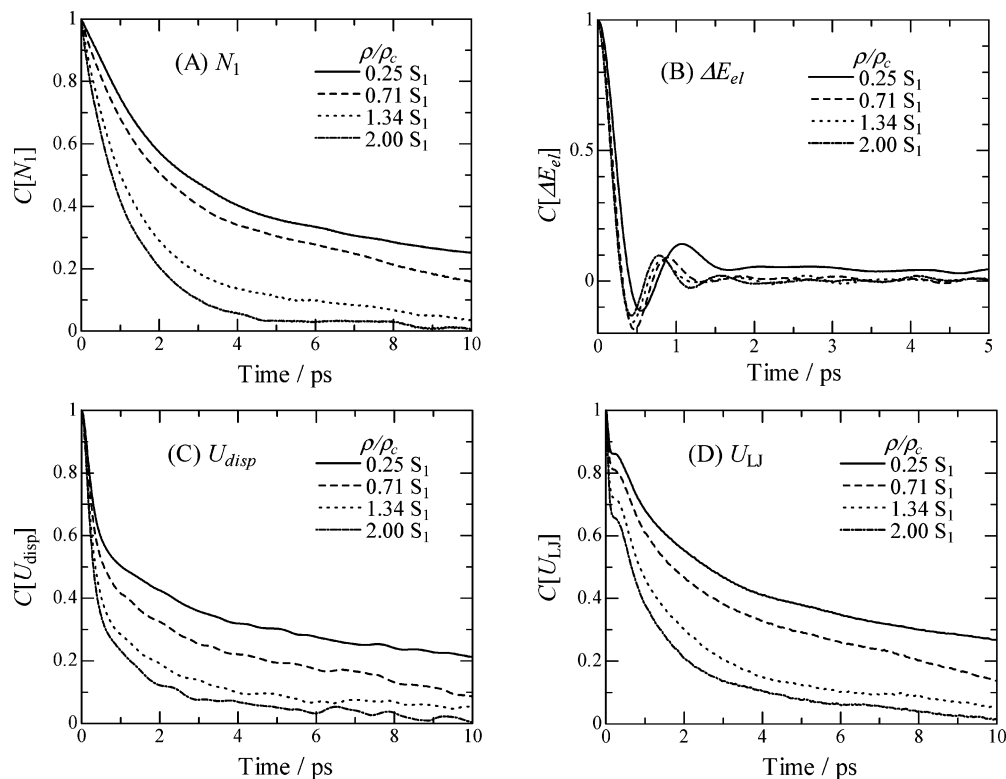 (A) N₁
ρ/ρc
0.25 S₁
0.71 S₁
1.34 S₁
2.00 S₁
C[N₁]
1
0.8
0.6
0.4
0.2
0
0 2 4 6 8 10
Time / ps
(B) ΔEel
ρ/ρc
0.25 S₁
0.71 S₁
1.34 S₁
2.00 S₁
C[ΔEel]
1
0.5
0
0 1 2 3 4 5
Time / ps
(C) Udisp
ρ/ρc
0.25 S₁
0.71 S₁
1.34 S₁
2.00 S₁
C[Udisp]
1
0.8
0.6
0.4
0.2
0
0 2 4 6 8 10
Time / ps
(D) ULJ
ρ/ρc
0.25 S₁
0.71 S₁
1.34 S₁
2.00 S₁
C[ULJ]
1
0.8
0.6
0.4
0.2
0
0 2 4 6 8 10
Time / ps